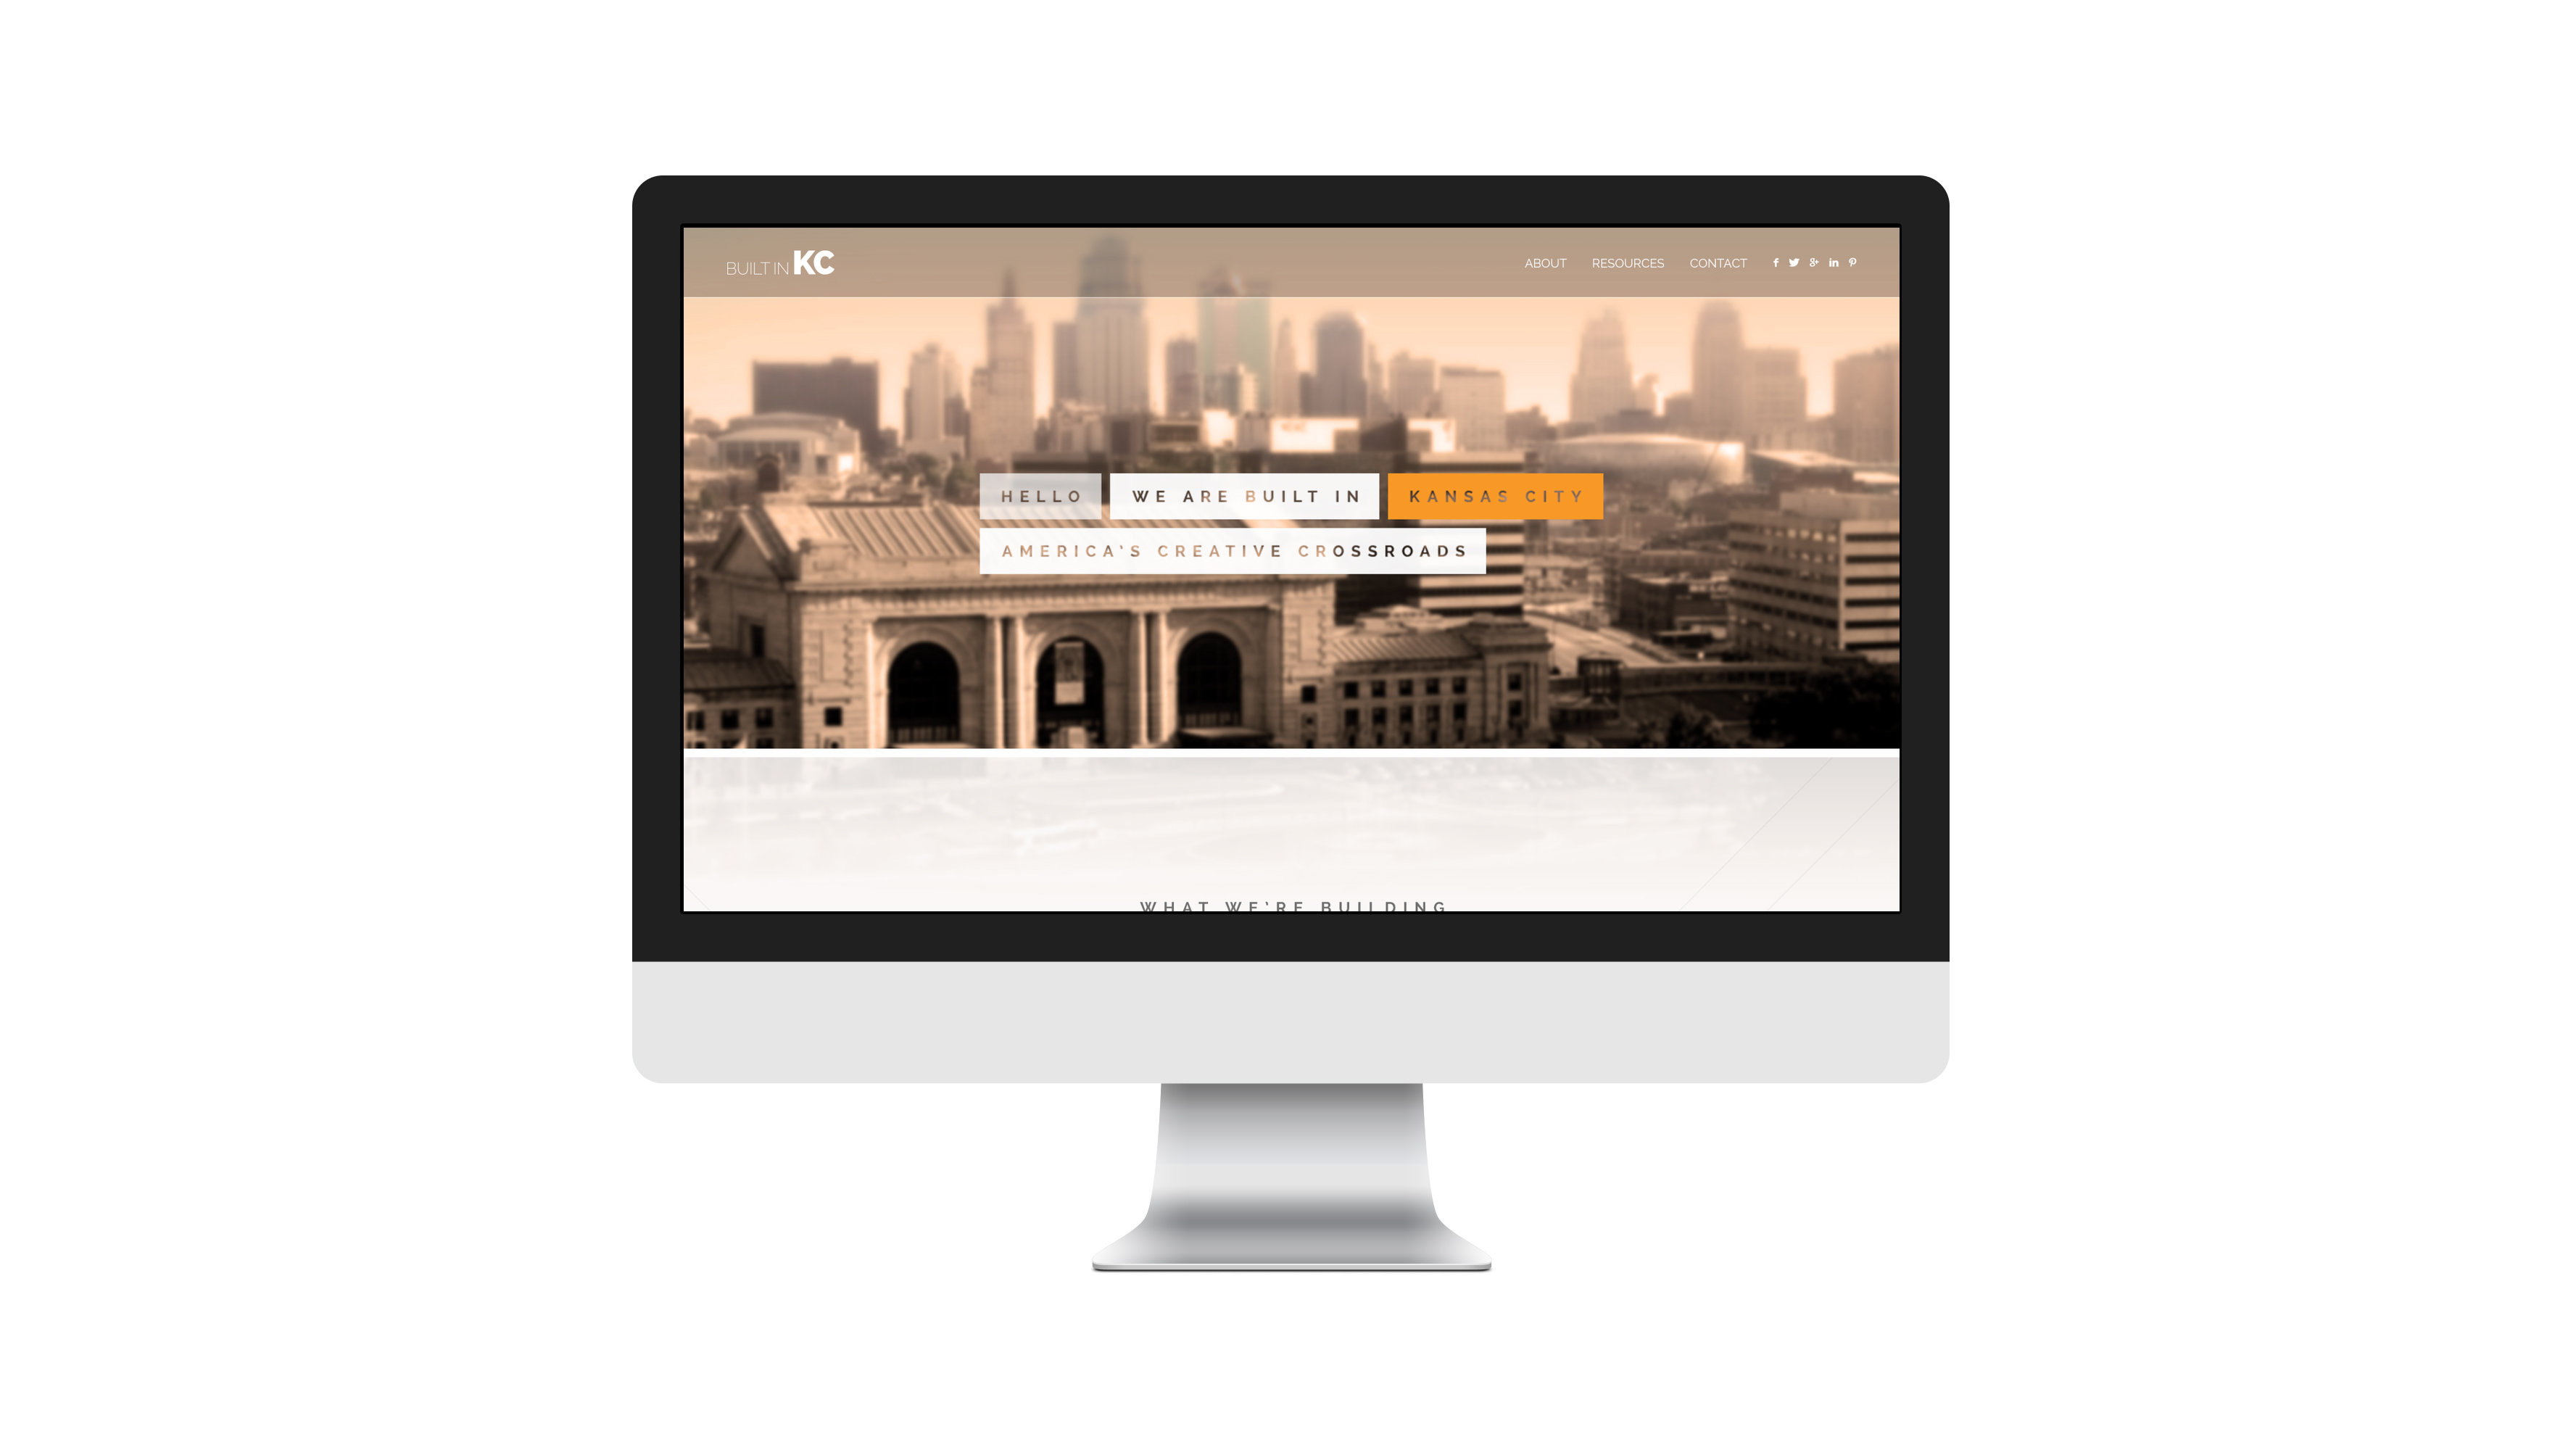 BUILT IN KC
ABOUT RESOURCES CONTACT
HELLO WE ARE BUILT IN KANSAS CITY
AMERICA'S CREATIVE CROSSROADS
WHAT WE'RE BUILDING